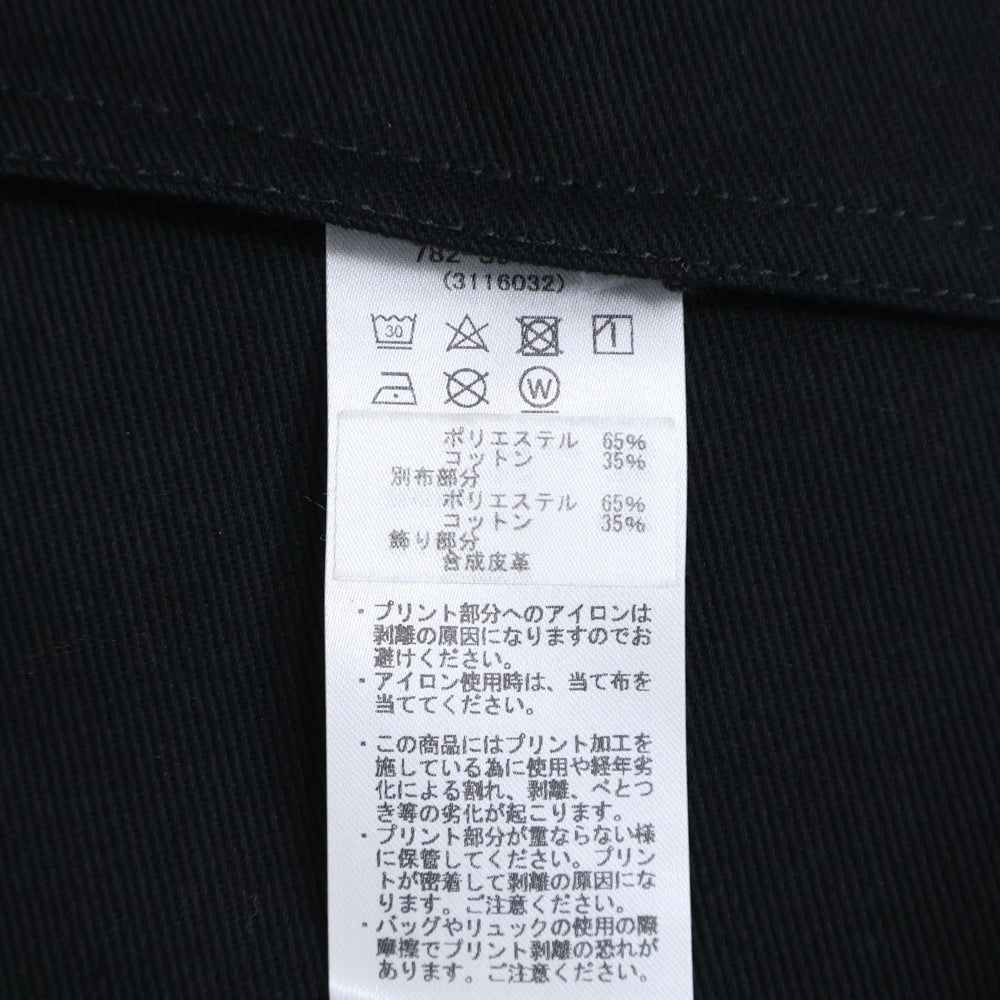 (3116032)
30
W
ポリエステル 65%
コットン 35%
別布部分
ポリエステル 65%
コットン 35%
飾り部分
合成皮革
・プリント部分へのアイロンは
剥離の原因になりますのでお
避けください。
・アイロン使用時は、当て布を
当ててください。
・この商品にはプリント加工を
施している為に使用や経年劣
化による割れ、剥離、べとつ
き等の劣化が起こります。
・プリント部分が重ならない様
に保管してください。プリン
トが密着して剥離の原因にな
ります。ご注意ください。
・バッグやリュックの使用の際
摩擦でプリント剥離の恐れが
あります。ご注意ください。